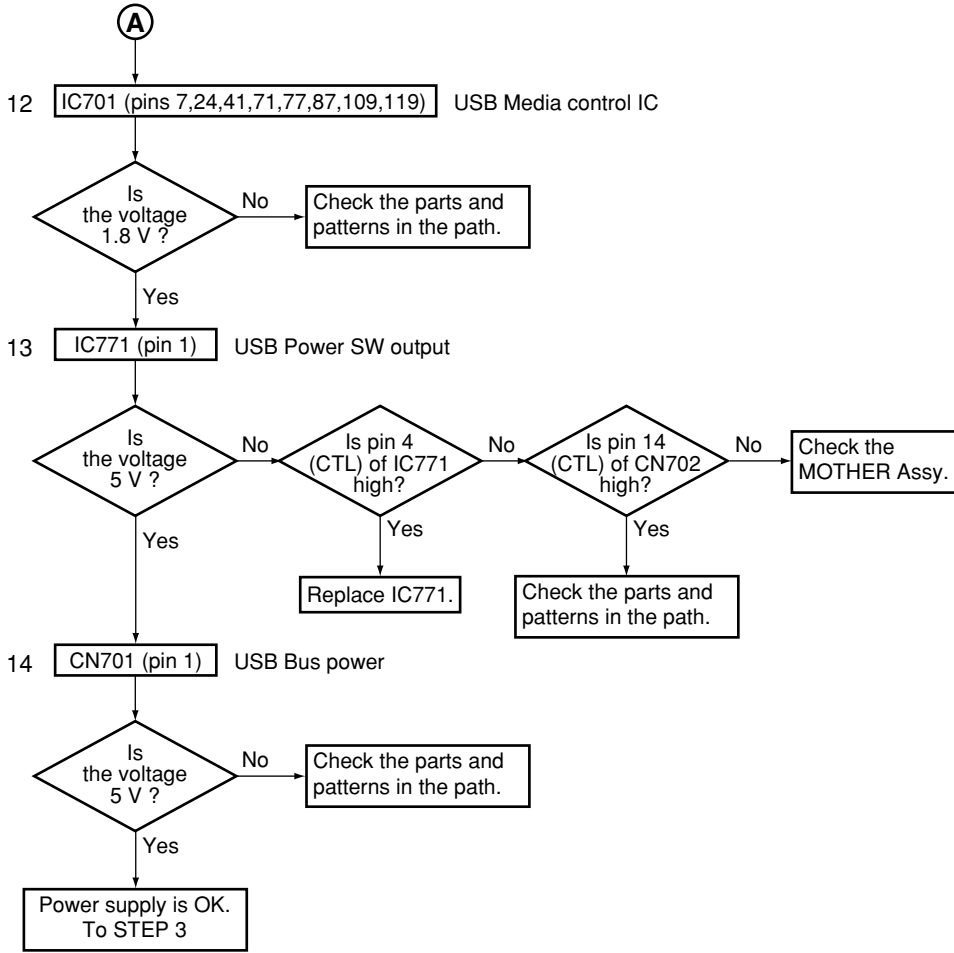 A
12 IC701 (pins 7,24,41,71,77,87,109,119) USB Media control IC
Is
the voltage
1.8 V ?
No
Check the parts and
patterns in the path.
Yes
13 IC771 (pin 1) USB Power SW output
Is
the voltage
5 V ?
No
Is pin 4
(CTL) of IC771
high?
No
Is pin 14
(CTL) of CN702
high?
No
Check the
MOTHER Assy.
Yes
Yes
Yes
Replace IC771.
Check the parts and
patterns in the path.
14 CN701 (pin 1) USB Bus power
Is
the voltage
5 V ?
No
Check the parts and
patterns in the path.
Yes
Power supply is OK.
To STEP 3